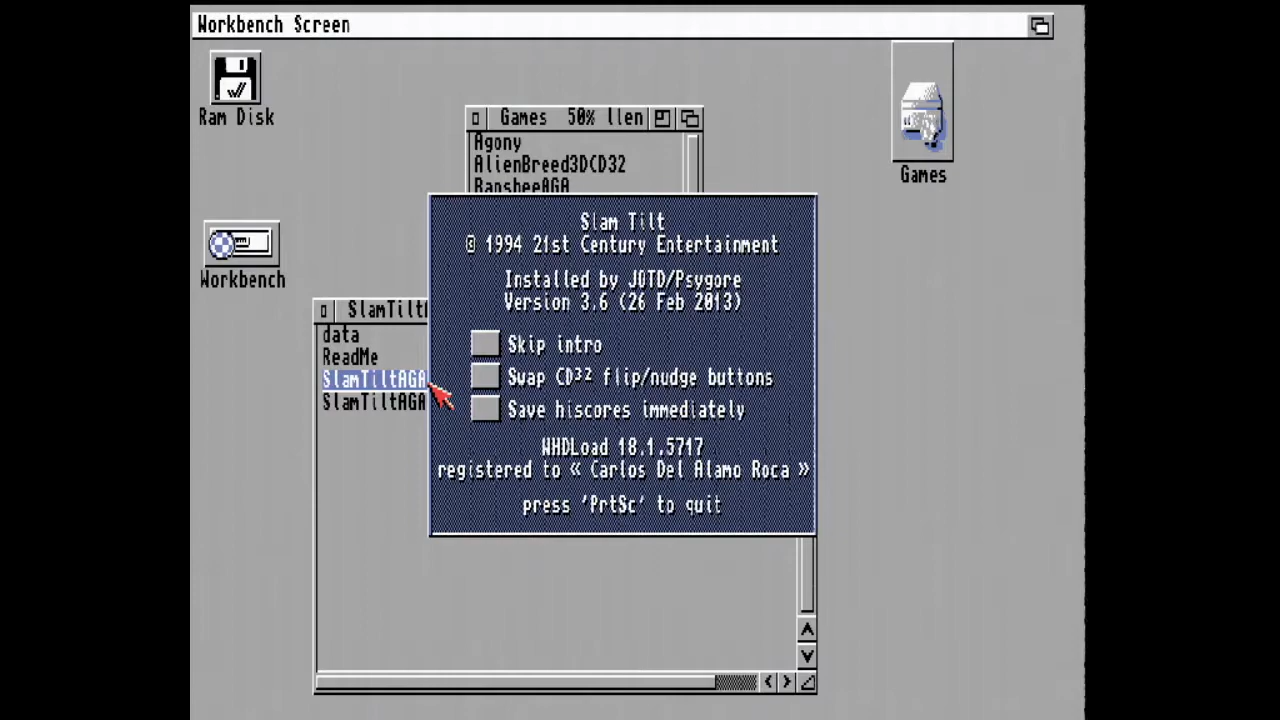 Workbench Screen
Ram Disk
Games 50% llen
Agony
AlienBreed3DCD32
BansheeAGA
Games
Workbench
Slam Tilt
© 1994 21st Century Entertainment
Installed by JOTD/Psygore
Version 3.6 (26 Feb 2013)
Skip intro
Swap CD³² flip/nudge buttons
Save hiscores immediately
WHDLoad 18.1.5717
registered to « Carlos Del Alamo Roca »
press 'PrtSc' to quit
SlamTilt
data
ReadMe
SlamTiltAGA
SlamTiltAGA